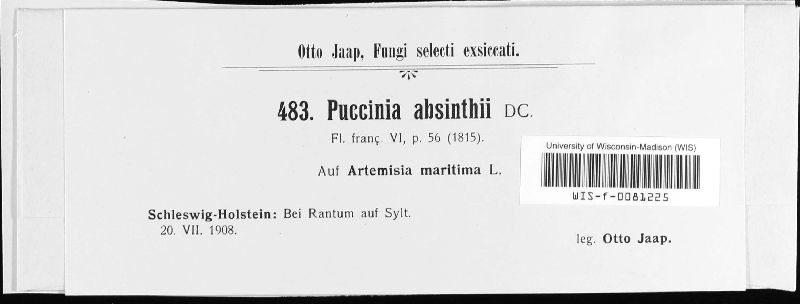 Otto Jaap, Fungi selecti exsiccati.
483. Puccinia absinthii DC.
Fl. franç. VI, p. 56 (1815).
Auf Artemisia maritima L.
University of Wisconsin-Madison (WIS)
WIS-f-0081225
Schleswig-Holstein: Bei Rantum auf Sylt.
20. VII. 1908.
leg. Otto Jaap.